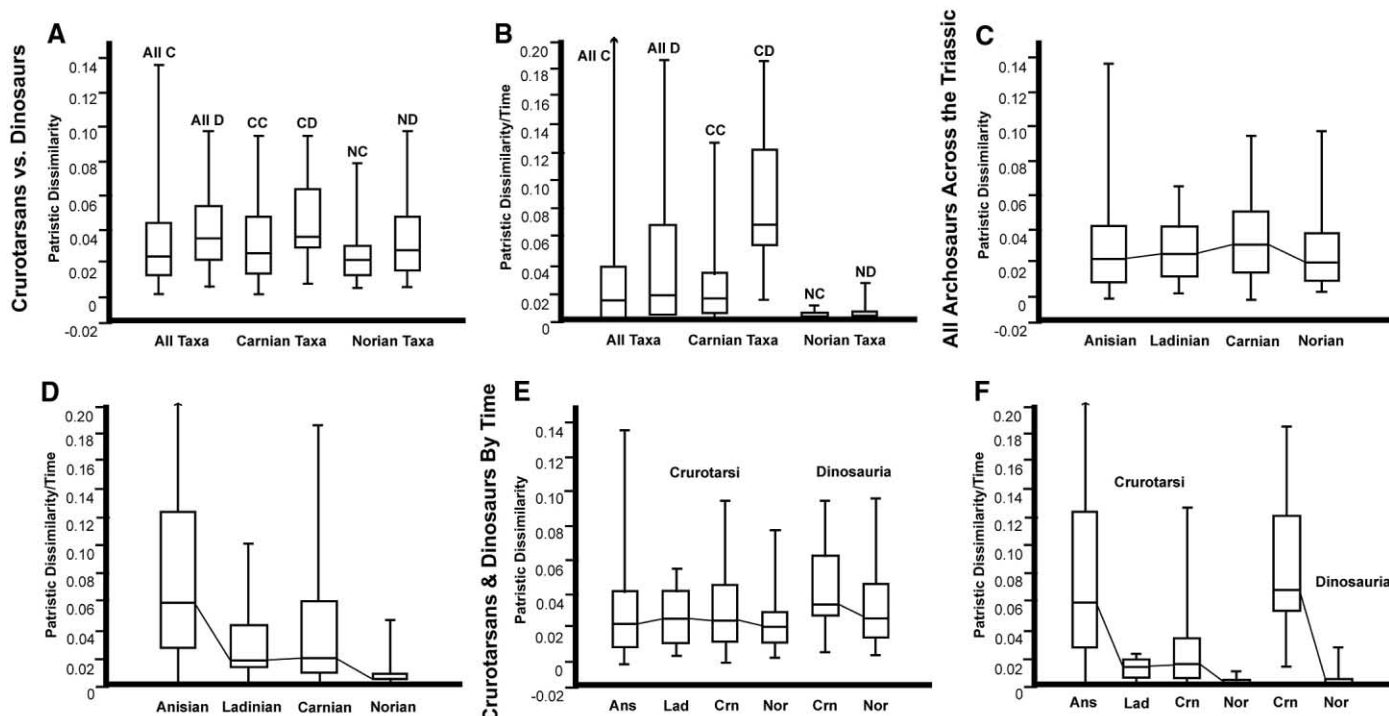 Crurotarsans vs. Dinosaurs
A
Patristic Dissimilarity
0.14
0.12
0.10
0.08
0.06
0.04
0.02
0
-0.02
All C
All D
CC
CD
NC
ND
All Taxa
Carnian Taxa
Norian Taxa
B
Patristic Dissimilarity/Time
0.20
0.18
0.16
0.14
0.12
0.10
0.08
0.06
0.04
0.02
0
All C
All D
CC
CD
NC
ND
All Taxa
Carnian Taxa
Norian Taxa
All Archosaurs Across the Triassic
C
Patristic Dissimilarity
0.14
0.12
0.10
0.08
0.06
0.04
0.02
0
-0.02
Anisian
Ladinian
Carnian
Norian
D
Patristic Dissimilarity/Time
0.20
0.18
0.16
0.14
0.12
0.10
0.08
0.06
0.04
0.02
0
Anisian
Ladinian
Carnian
Norian
Crurotarsans & Dinosaurs By Time
E
Patristic Dissimilarity
0.14
0.12
0.10
0.08
0.06
0.04
0.02
0
-0.02
Crurotarsi
Dinosauria
Ans
Lad
Crn
Nor
Crn
Nor
F
Patristic Dissimilarity/Time
0.20
0.18
0.16
0.14
0.12
0.10
0.08
0.06
0.04
0.02
0
Crurotarsi
Dinosauria
Ans
Lad
Crn
Nor
Crn
Nor